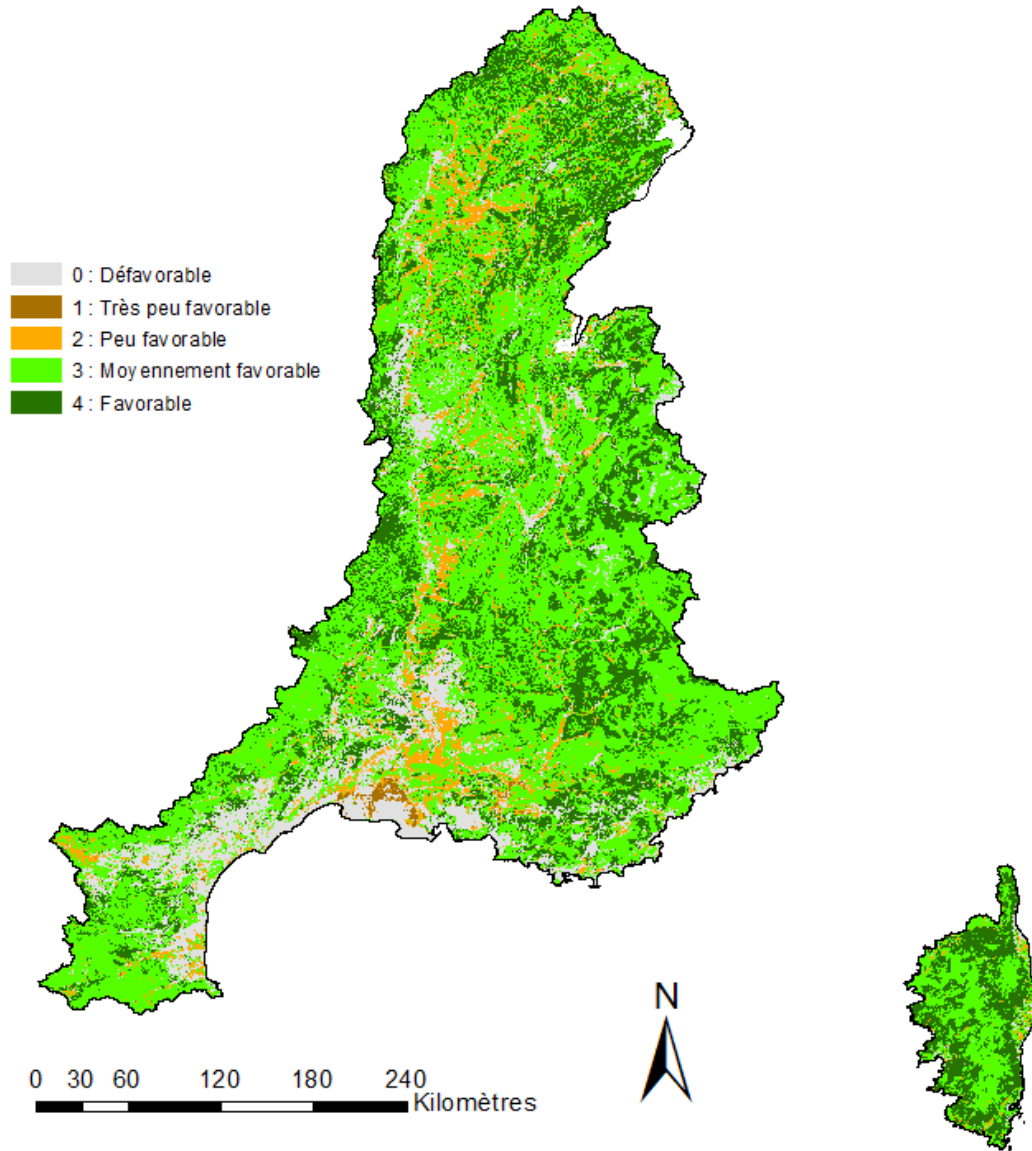 0 : Défavorable
1 : Très peu favorable
2 : Peu favorable
3 : Moyennement favorable
4 : Favorable
N
0 30 60 120 180 240
Kilomètres